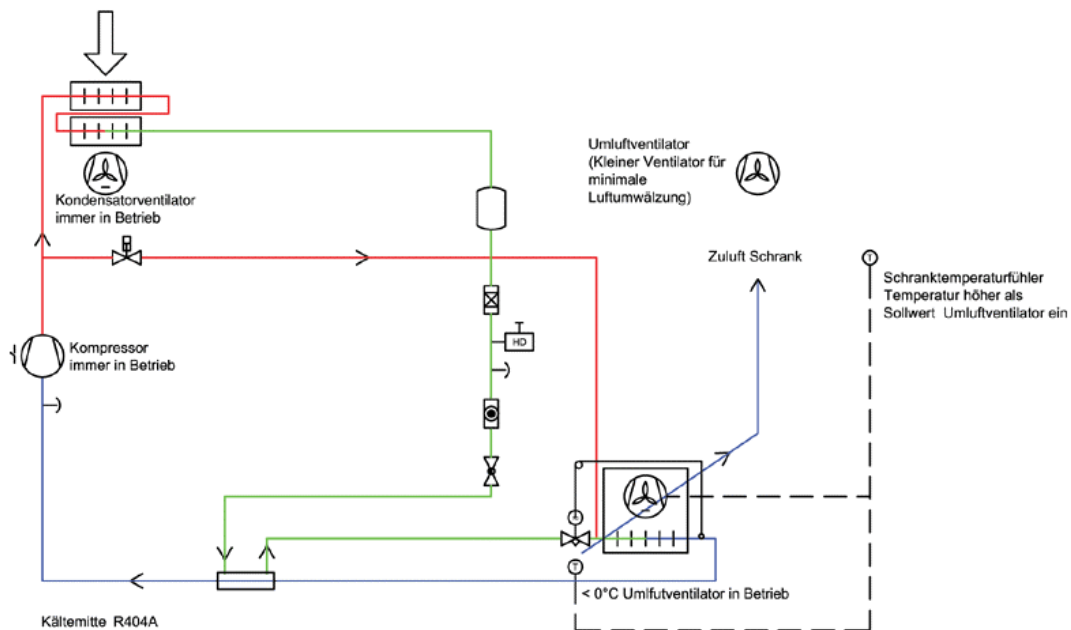 Umluftventilator
(Kleiner Ventilator für
minimale
Luftumwälzung)
Kondensatorventilator
immer in Betrieb
Zuluft Schrank
T
Schranktemperaturfühler
Temperatur höher als
Sollwert Umluftventilator ein
Kompressor
immer in Betrieb
HD
T
< 0°C Umlfutventilator in Betrieb
Kältemitte R404A